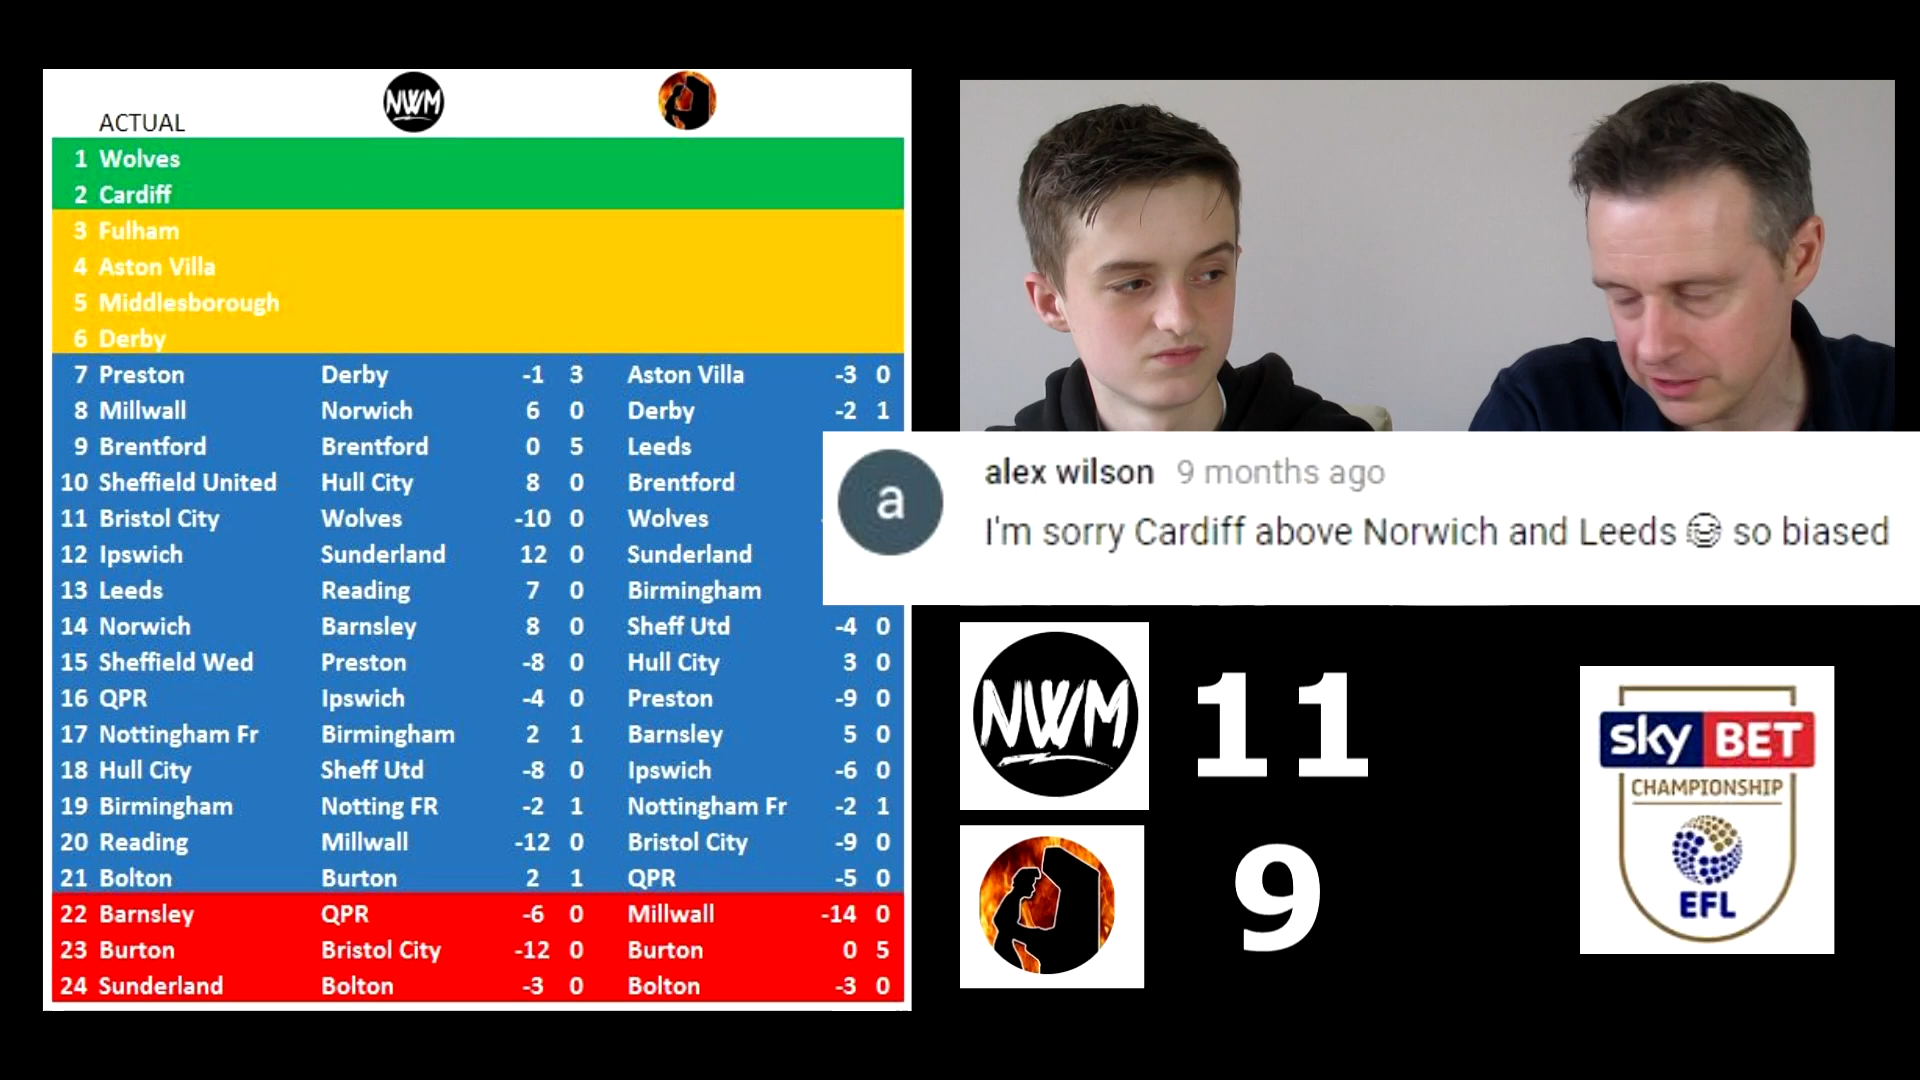 NWM
ACTUAL
1 Wolves
2 Cardiff
3 Fulham
4 Aston Villa
5 Middlesborough
6 Derby
7 Preston Derby -1 3 Aston Villa -3 0
8 Millwall Norwich 6 0 Derby -2 1
9 Brentford Brentford 0 5 Leeds
10 Sheffield United Hull City 8 0 Brentford
11 Bristol City Wolves -10 0 Wolves
12 Ipswich Sunderland 12 0 Sunderland
13 Leeds Reading 7 0 Birmingham
14 Norwich Barnsley 8 0 Sheff Utd -4 0
15 Sheffield Wed Preston -8 0 Hull City 3 0
16 QPR Ipswich -4 0 Preston -9 0
17 Nottingham Fr Birmingham 2 1 Barnsley 5 0
18 Hull City Sheff Utd -8 0 Ipswich -6 0
19 Birmingham Notting FR -2 1 Nottingham Fr -2 1
20 Reading Millwall -12 0 Bristol City -9 0
21 Bolton Burton 2 1 QPR -5 0
22 Barnsley QPR -6 0 Millwall -14 0
23 Burton Bristol City -12 0 Burton 0 5
24 Sunderland Bolton -3 0 Bolton -3 0
a
alex wilson 9 months ago
I'm sorry Cardiff above Norwich and Leeds 😂 so biased
NWM 11
9
sky BET
CHAMPIONSHIP
EFL